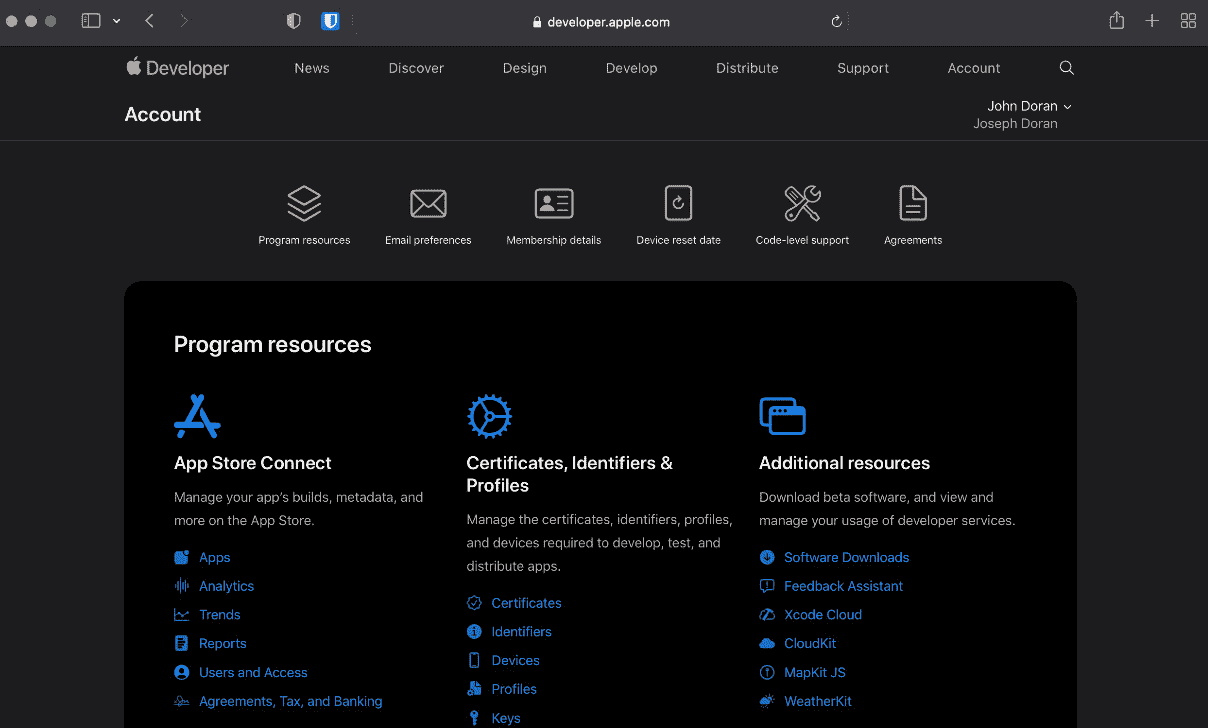 developer.apple.com
Developer
News
Discover
Design
Develop
Distribute
Support
Account
Account
John Doran
Joseph Doran
Program resources
Email preferences
Membership details
Device reset date
Code-level support
Agreements
Program resources
App Store Connect
Manage your app's builds, metadata, and
more on the App Store.
Apps
Analytics
Trends
Reports
Users and Access
Agreements, Tax, and Banking
Certificates, Identifiers &
Profiles
Manage the certificates, identifiers, profiles,
and devices required to develop, test, and
distribute apps.
Certificates
Identifiers
Devices
Profiles
Keys
Additional resources
Download beta software, and view and
manage your usage of developer services.
Software Downloads
Feedback Assistant
Xcode Cloud
CloudKit
MapKit JS
WeatherKit